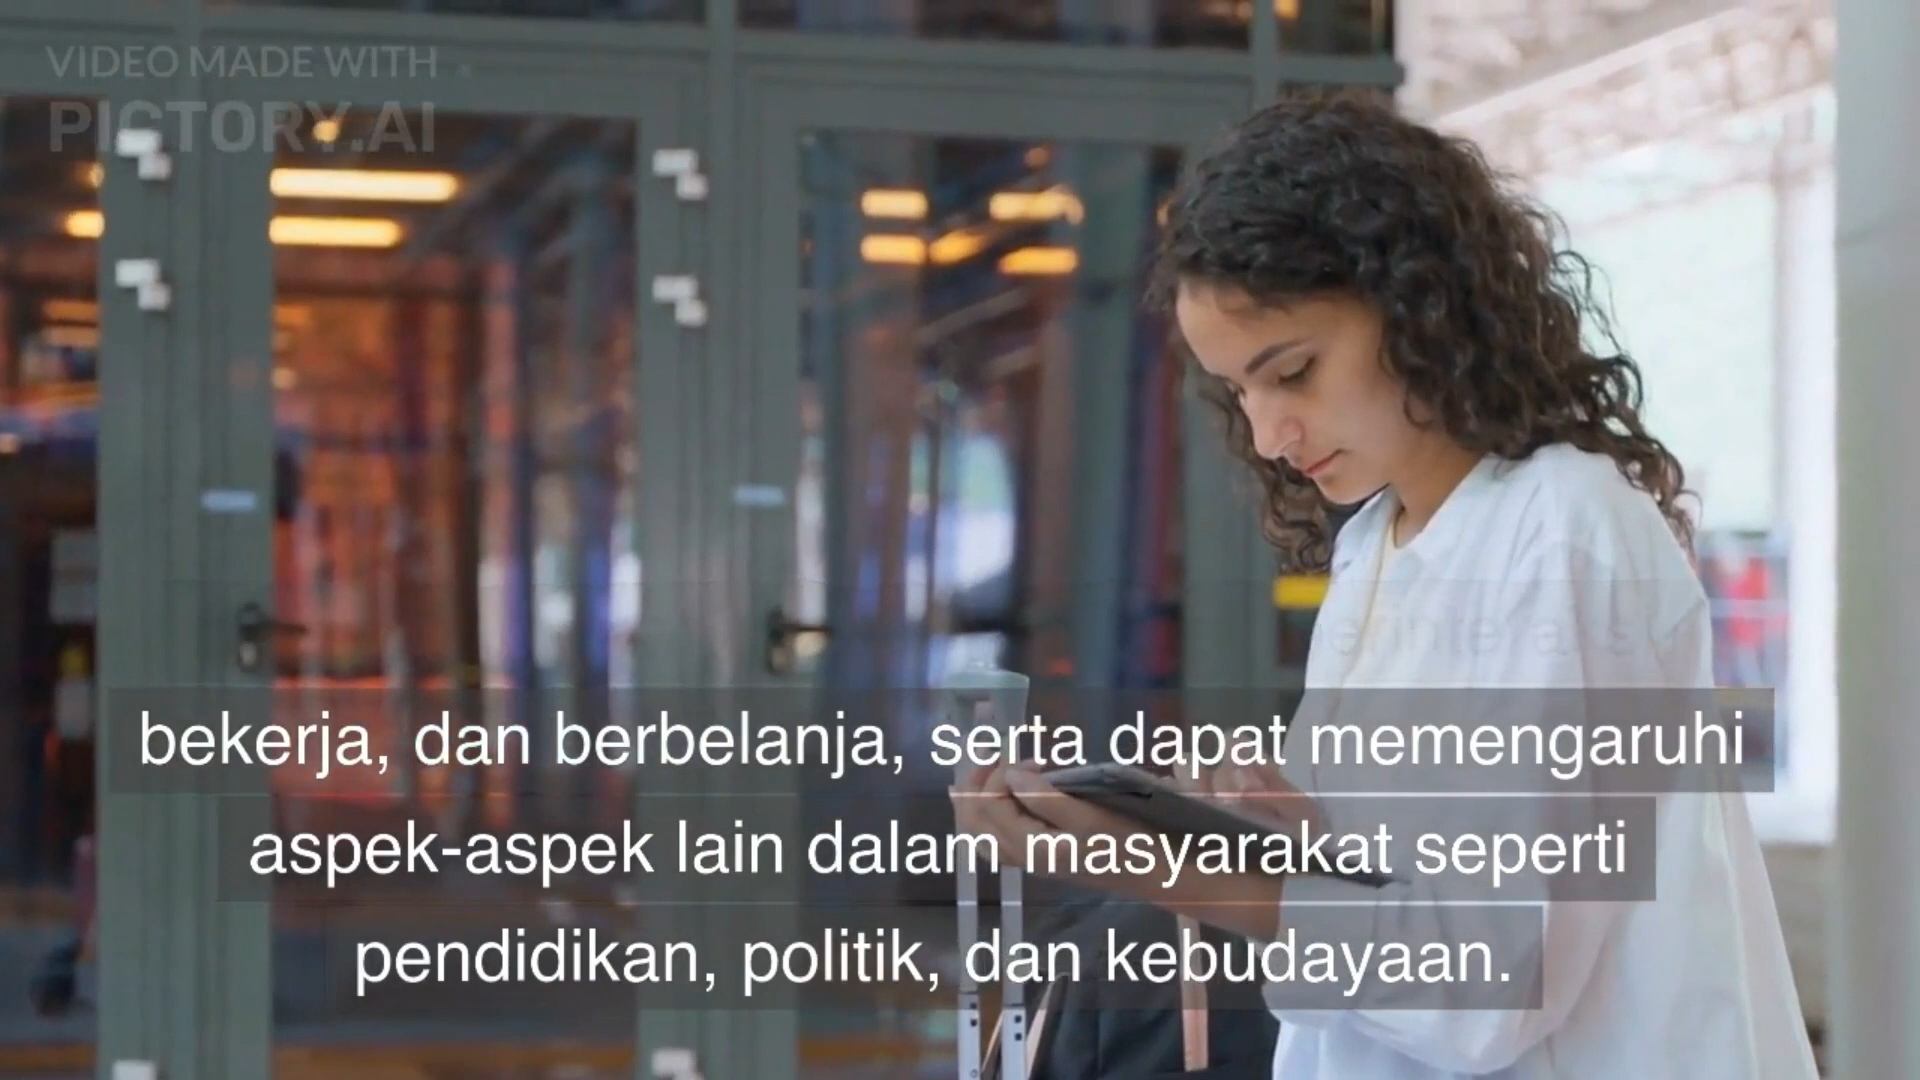 VIDEO MADE WITH
PICTORY.AI
bekerja, dan berbelanja, serta dapat memengaruhi
aspek-aspek lain dalam masyarakat seperti
pendidikan, politik, dan kebudayaan.